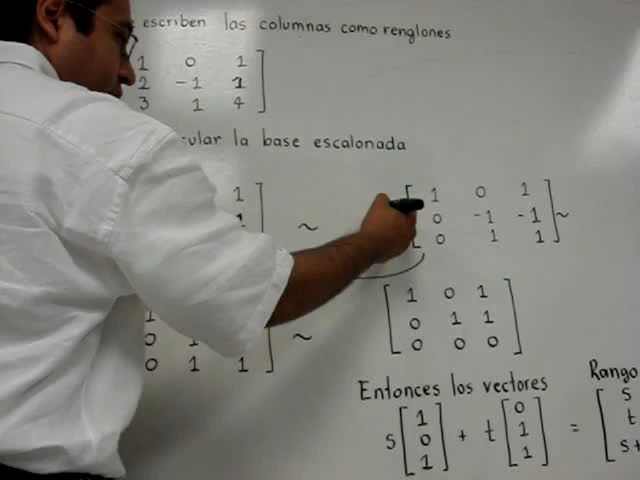 escriben las columnas como renglones
1 0 1
2 -1 1
3 1 4
ular la base escalonada
1
1
~
1 0 1
0 -1 -1
0 1 1
~
1
0 1
0 1 1
~
1 0 1
0 1 1
0 0 0
Entonces los vectores
Rango
s [1 0 1] + t [0 1 1] = [s t s+